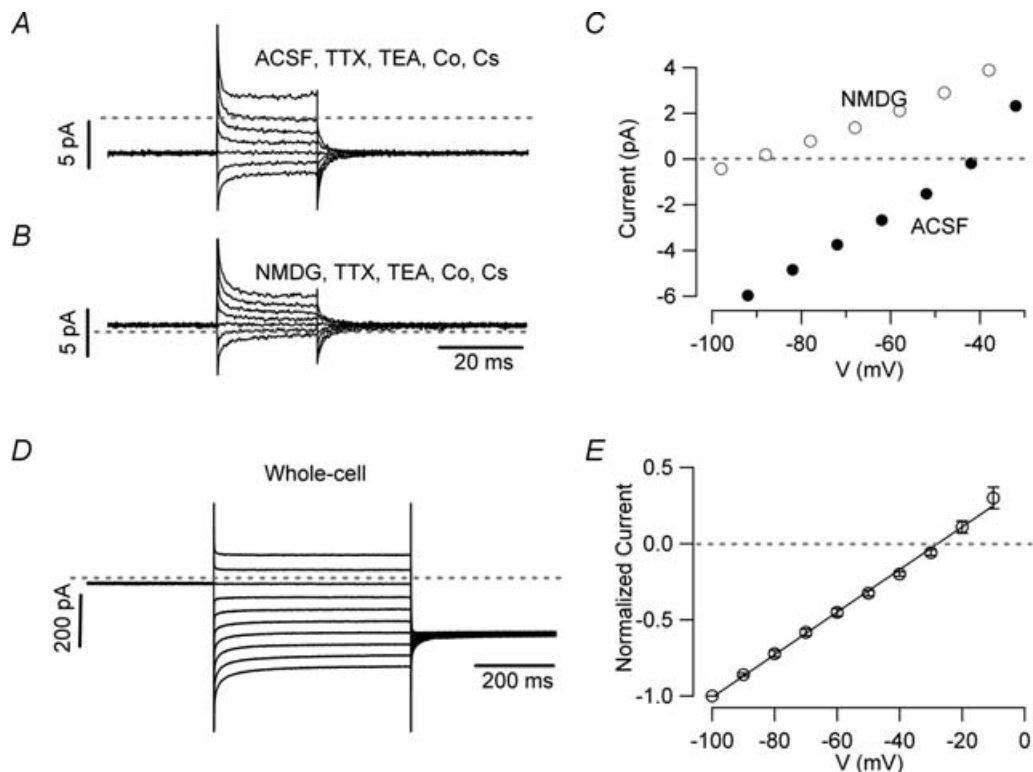 A
ACSF, TTX, TEA, Co, Cs
5 pA
B
NMDG, TTX, TEA, Co, Cs
5 pA
20 ms
C
4
2
0
-2
-4
-6
Current (pA)
NMDG
ACSF
-100
-80
-60
-40
V (mV)
D
Whole-cell
200 pA
200 ms
E
0.5
0.0
-0.5
-1.0
Normalized Current
-100
-80
-60
-40
-20
0
V (mV)